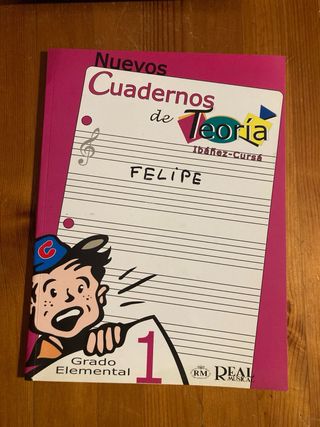 Nuevos
Cuadernos
de Teoría
Ibáñez-Cursá
FELIPE
C
Grado
Elemental 1
RM REAL
MUSICAL